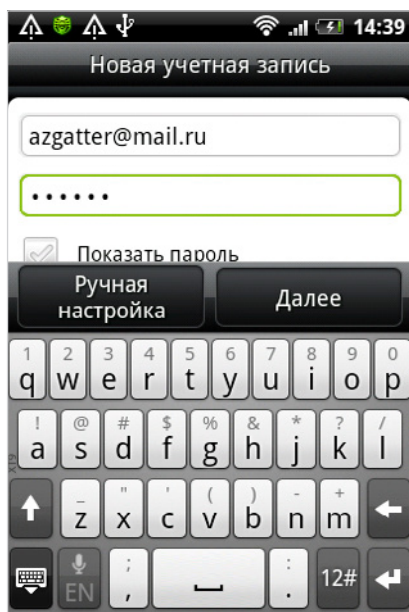 14:39
Новая учетная запись
azgatter@mail.ru
••••••
Показать пароль
Ручная
настройка
Далее
1 2 3 4 5 6 7 8 9 0
q w e r t y u i o p
! @ # $ % & * ? /
a s d f g h j k l
_ " ' ( ) - +
z x c v b n m
; :
EN , . 12#